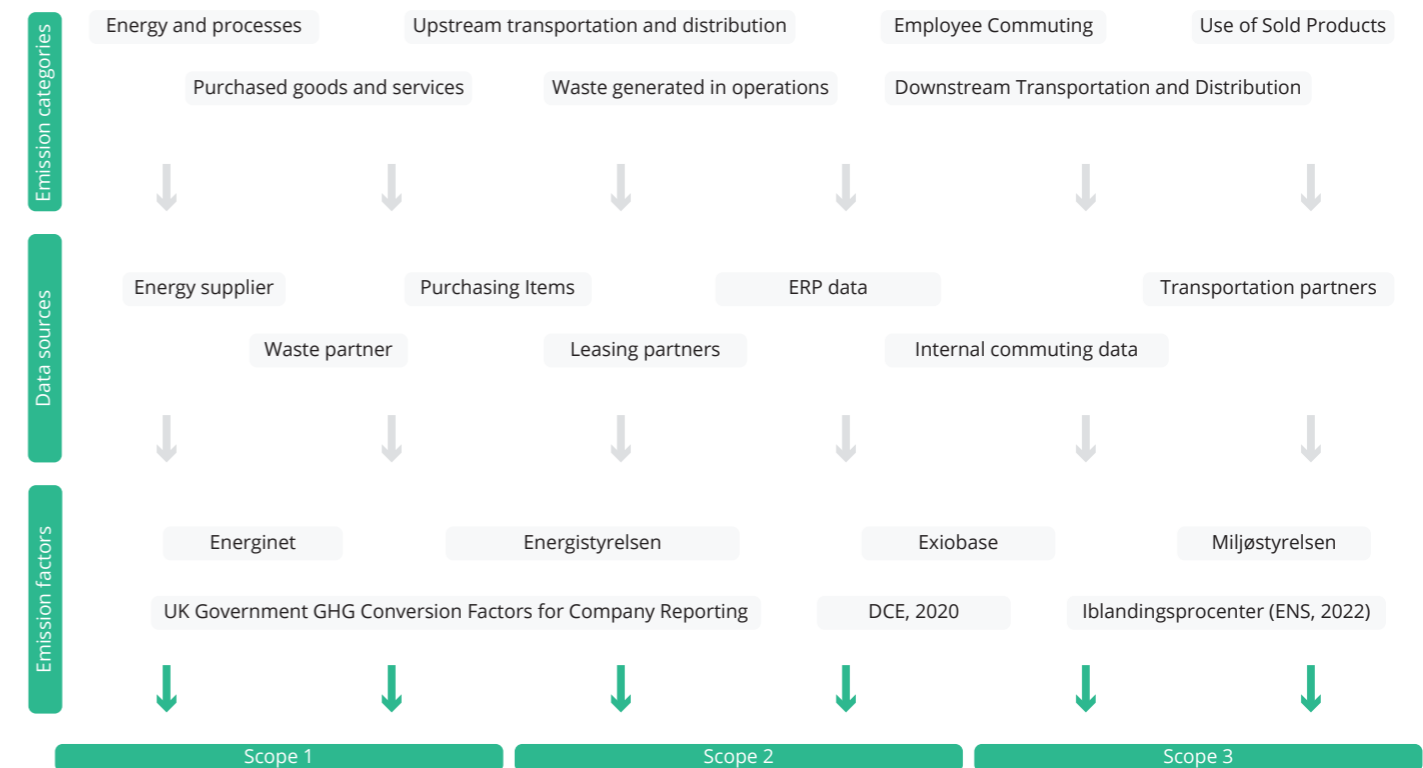 Emission categories
Energy and processes
Upstream transportation and distribution
Employee Commuting
Use of Sold Products
Purchased goods and services
Waste generated in operations
Downstream Transportation and Distribution
Data sources
Energy supplier
Purchasing Items
ERP data
Transportation partners
Waste partner
Leasing partners
Internal commuting data
Emission factors
Energinet
Energistyrelsen
Exiobase
Miljøstyrelsen
UK Government GHG Conversion Factors for Company Reporting
DCE, 2020
Iblandingsprocenter (ENS, 2022)
Scope 1
Scope 2
Scope 3